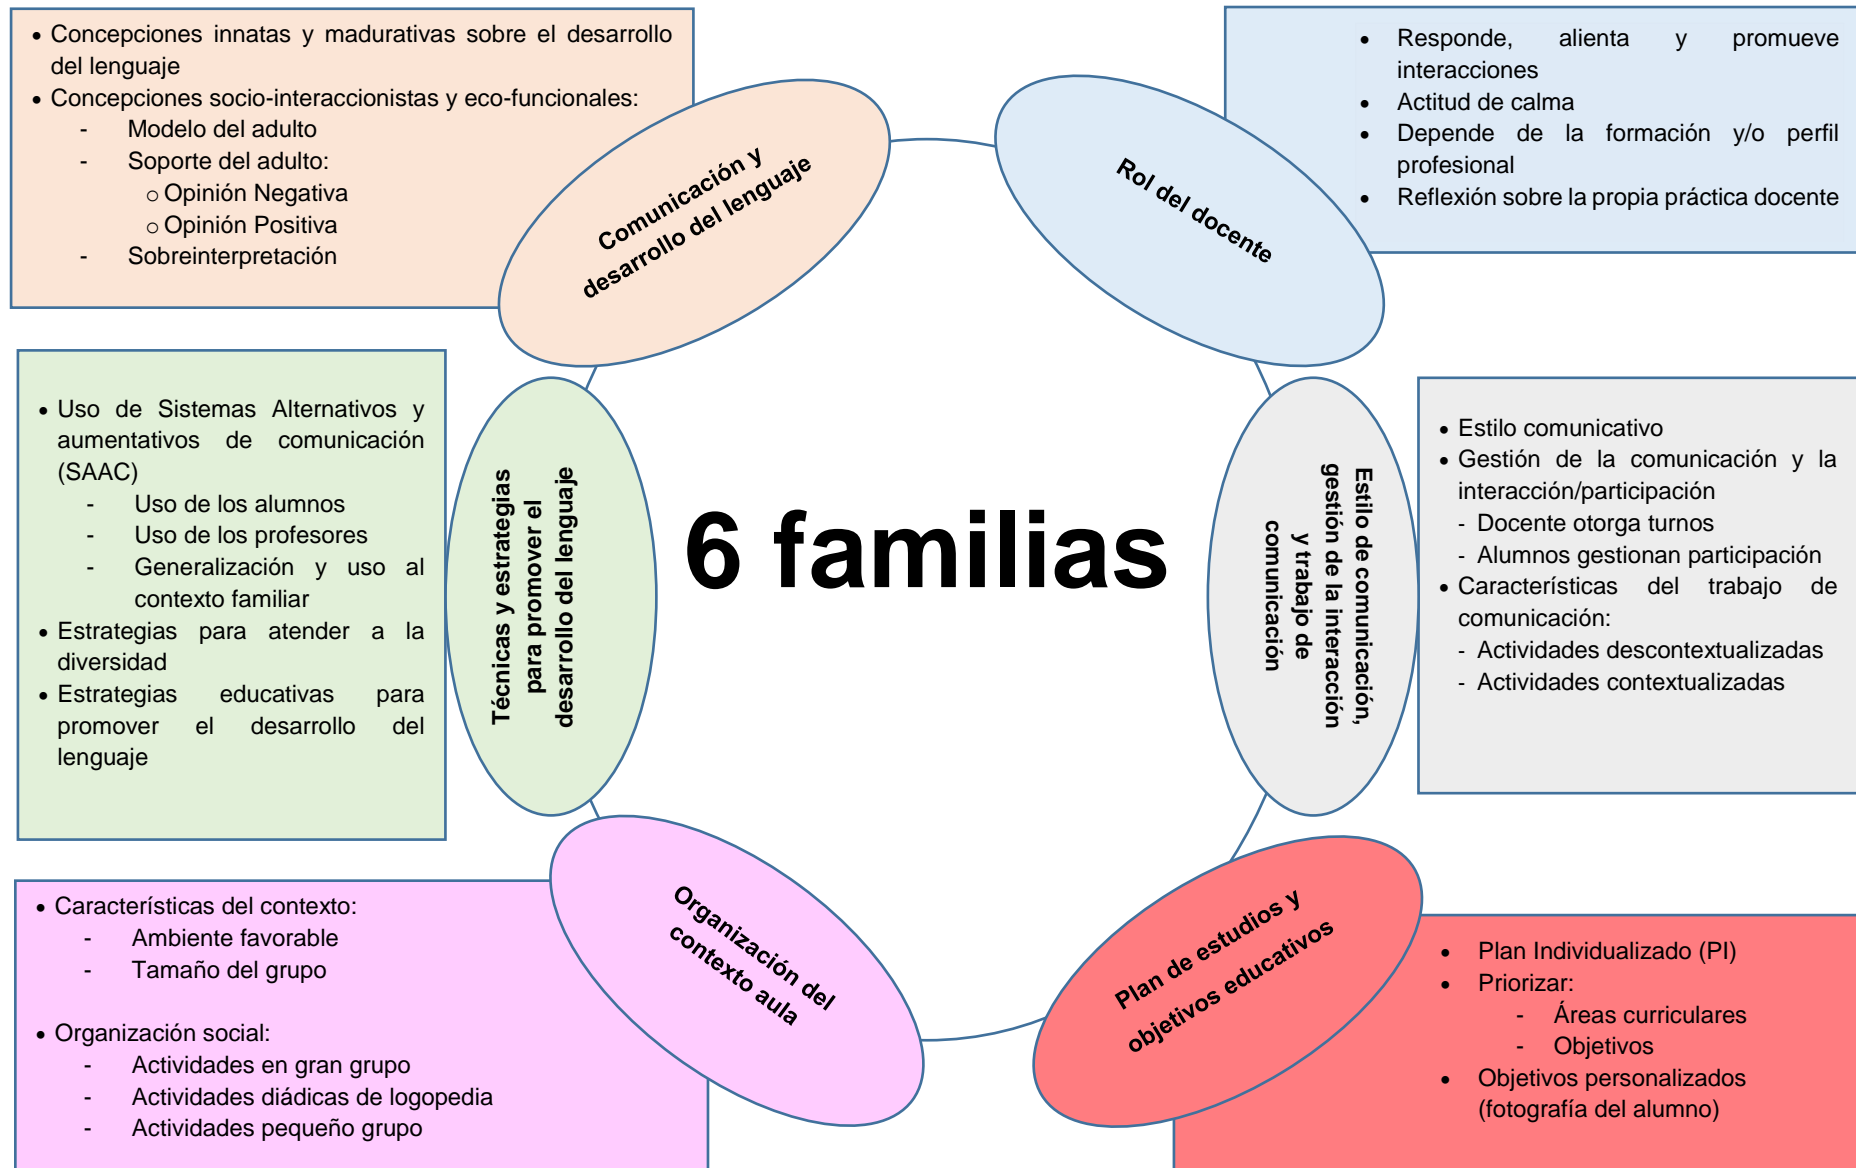 • Concepciones innatas y madurativas sobre el desarrollo
del lenguaje
• Concepciones socio-interaccionistas y eco-funcionales:
- Modelo del adulto
- Soporte del adulto:
o Opinión Negativa
o Opinión Positiva
- Sobreinterpretación
Comunicación y
desarrollo del lenguaje
• Responde, alienta y promueve
interacciones
• Actitud de calma
• Depende de la formación y/o perfil
profesional
• Reflexión sobre la propia práctica docente
Rol del docente
• Uso de Sistemas Alternativos y
aumentativos de comunicación
(SAAC)
- Uso de los alumnos
- Uso de los profesores
- Generalización y uso al
contexto familiar
• Estrategias para atender a la
diversidad
• Estrategias educativas para
promover el desarrollo del
lenguaje
Técnicas y estrategias
para promover el
desarrollo del lenguaje
6 familias
Estilo de comunicación,
gestión de la interacción
y trabajo de
comunicación
• Estilo comunicativo
• Gestión de la comunicación y la
interacción/participación
- Docente otorga turnos
- Alumnos gestionan participación
• Características del trabajo de
comunicación:
- Actividades descontextualizadas
- Actividades contextualizadas
• Características del contexto:
- Ambiente favorable
- Tamaño del grupo
• Organización social:
- Actividades en gran grupo
- Actividades diádicas de logopedia
- Actividades pequeño grupo
Organización del
contexto aula
Plan de estudios y
objetivos educativos
• Plan Individualizado (PI)
• Priorizar:
- Áreas curriculares
- Objetivos
• Objetivos personalizados
(fotografía del alumno)